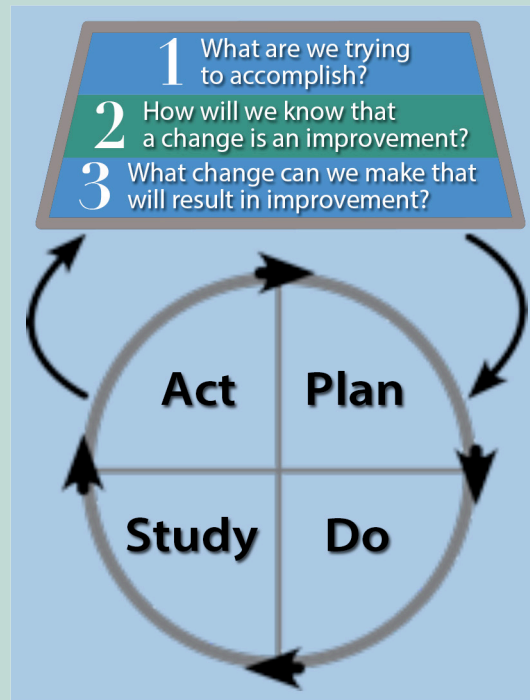 1 What are we trying
to accomplish?
2 How will we know that
a change is an improvement?
3 What change can we make that
will result in improvement?
Act Plan
Study Do